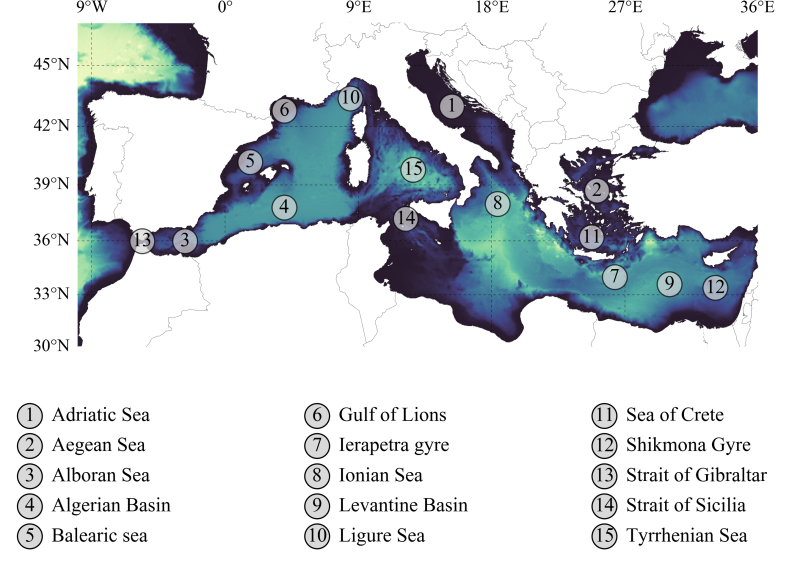 9°W 0° 9°E 18°E 27°E 36°E
45°N
42°N
39°N
36°N
33°N
30°N
10
6
1
5
15
2
4
8
14
13
3
11
7
9
12
1 Adriatic Sea
2 Aegean Sea
3 Alboran Sea
4 Algerian Basin
5 Balearic sea
6 Gulf of Lions
7 Ierapetra gyre
8 Ionian Sea
9 Levantine Basin
10 Ligure Sea
11 Sea of Crete
12 Shikmona Gyre
13 Strait of Gibraltar
14 Strait of Sicilia
15 Tyrrhenian Sea